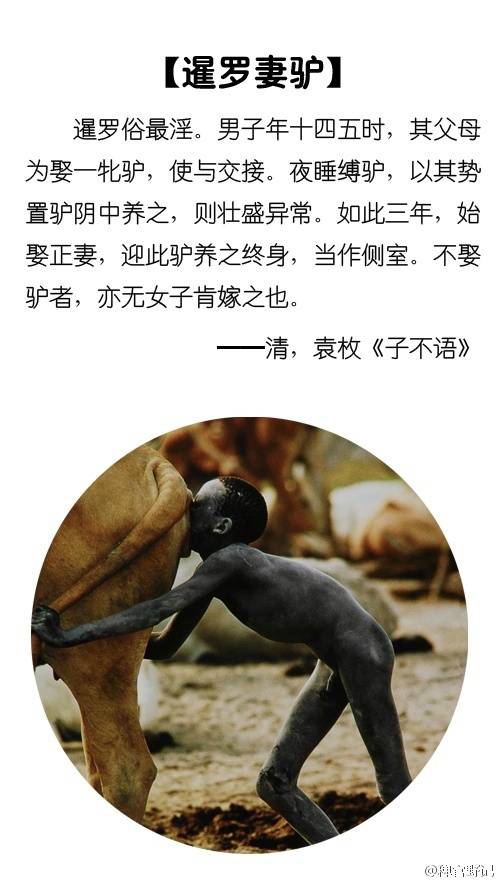 【暹罗妻驴】
暹罗俗最淫。男子年十四五时，其父母
为娶一牝驴，使与交接。夜睡缚驴，以其势
置驴阴中养之，则壮盛异常。如此三年，始
娶正妻，迎此驴养之终身，当作侧室。不娶
驴者，亦无女子肯嫁之也。
——清，袁枚《子不语》